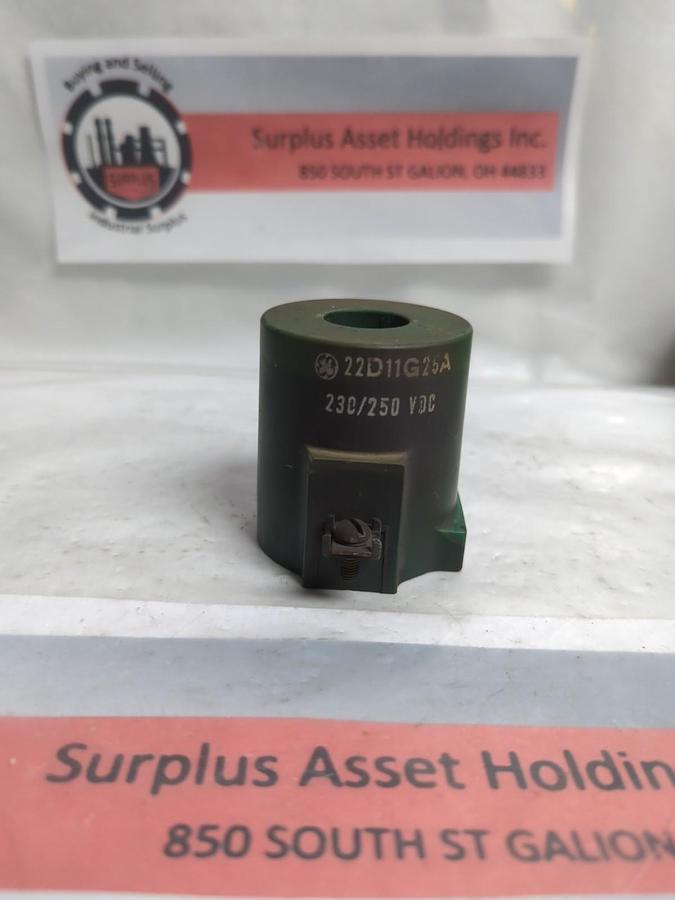 Buying and Selling
SURPLUS
Industrial Surplus
Surplus Asset Holdings Inc.
850 SOUTH ST GALION, OH 44833
22D11G25A
230/250 VDC
Surplus Asset Holdin
850 SOUTH ST GALION